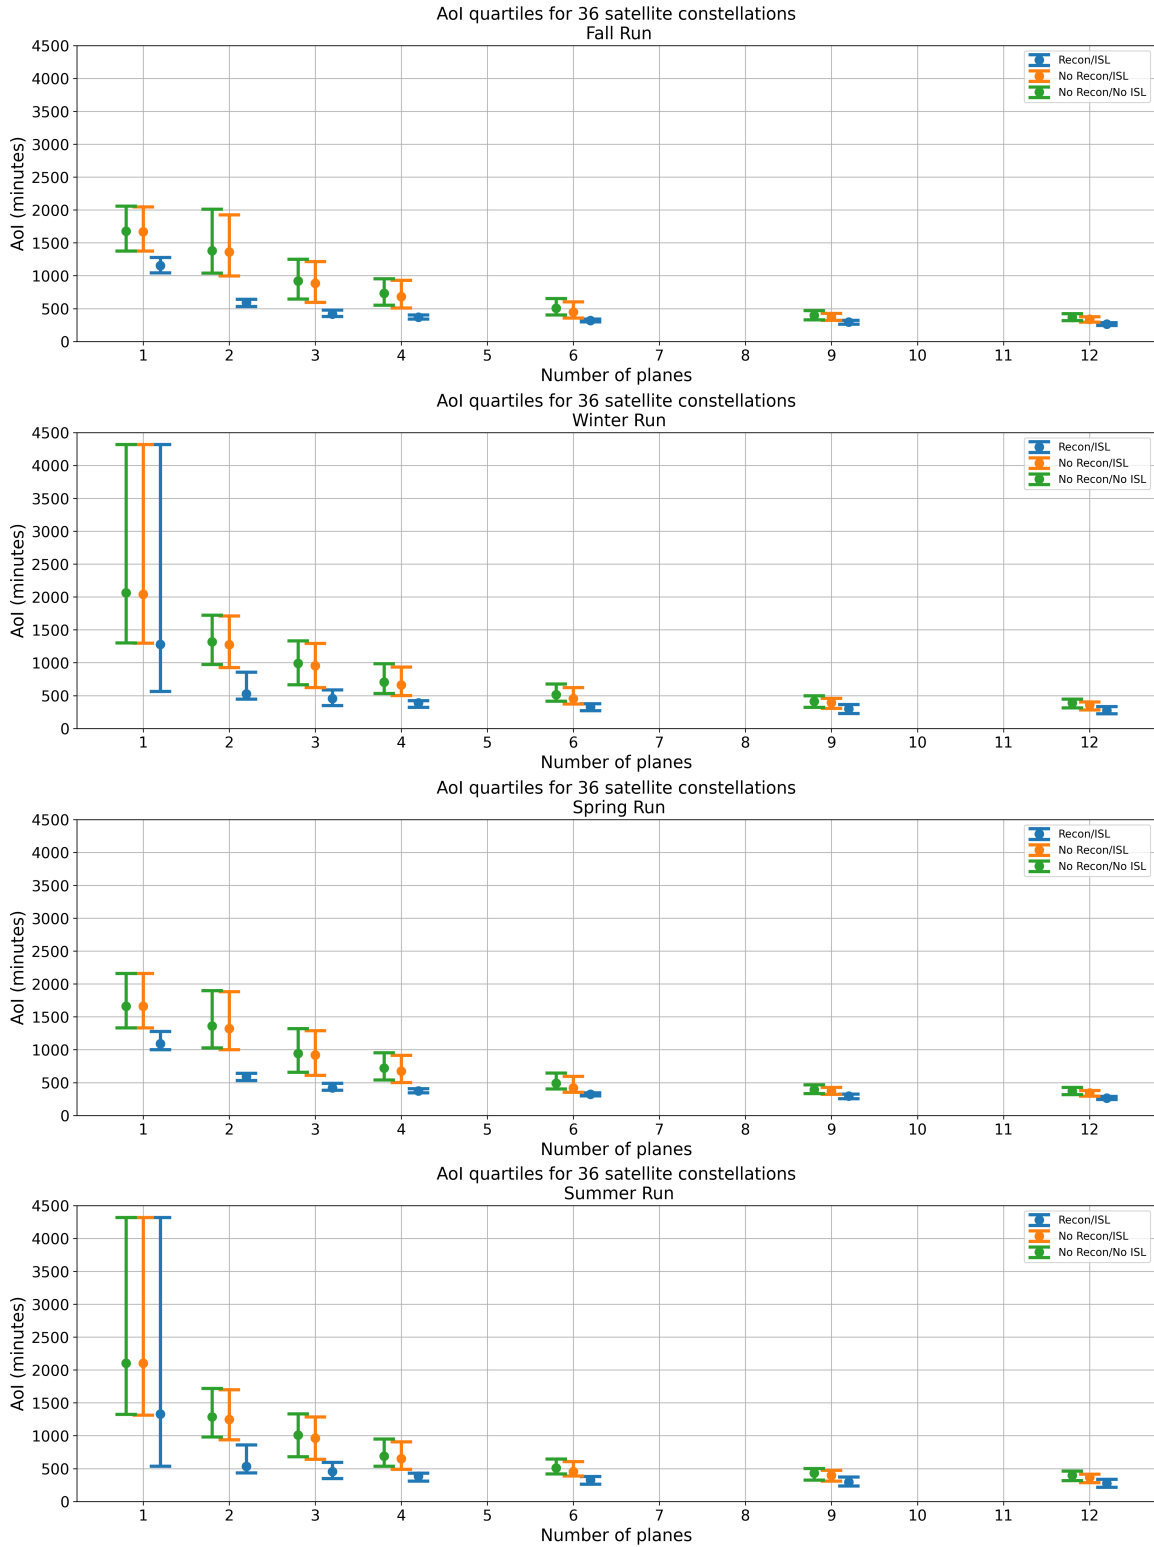 AoI quartiles for 36 satellite constellations
Fall Run
4500
4000
3500
3000
2500
2000
1500
1000
500
0
AoI (minutes)
Recon/ISL
No Recon/ISL
No Recon/No ISL
1 2 3 4 5 6 7 8 9 10 11 12
Number of planes
AoI quartiles for 36 satellite constellations
Winter Run
4500
4000
3500
3000
2500
2000
1500
1000
500
0
AoI (minutes)
Recon/ISL
No Recon/ISL
No Recon/No ISL
1 2 3 4 5 6 7 8 9 10 11 12
Number of planes
AoI quartiles for 36 satellite constellations
Spring Run
4500
4000
3500
3000
2500
2000
1500
1000
500
0
AoI (minutes)
Recon/ISL
No Recon/ISL
No Recon/No ISL
1 2 3 4 5 6 7 8 9 10 11 12
Number of planes
AoI quartiles for 36 satellite constellations
Summer Run
4500
4000
3500
3000
2500
2000
1500
1000
500
0
AoI (minutes)
Recon/ISL
No Recon/ISL
No Recon/No ISL
1 2 3 4 5 6 7 8 9 10 11 12
Number of planes